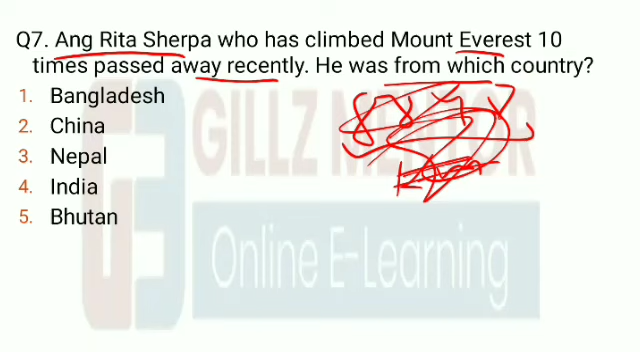 Q7. Ang Rita Sherpa who has climbed Mount Everest 10
times passed away recently. He was from which country?
1. Bangladesh
2. China
3. Nepal
4. India
5. Bhutan
GILLZ MENTOR
Online E-Learning